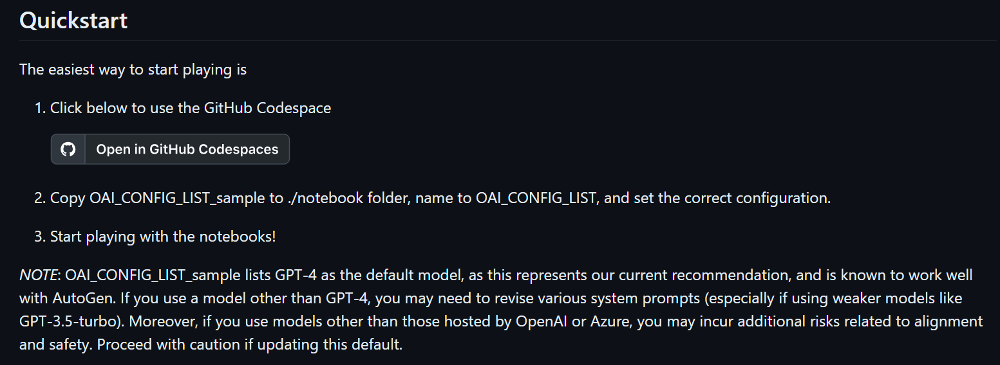 Quickstart
The easiest way to start playing is
1. Click below to use the GitHub Codespace
Open in GitHub Codespaces
2. Copy OAI_CONFIG_LIST_sample to ./notebook folder, name to OAI_CONFIG_LIST, and set the correct configuration.
3. Start playing with the notebooks!
NOTE: OAI_CONFIG_LIST_sample lists GPT-4 as the default model, as this represents our current recommendation, and is known to work well
with AutoGen. If you use a model other than GPT-4, you may need to revise various system prompts (especially if using weaker models like
GPT-3.5-turbo). Moreover, if you use models other than those hosted by OpenAI or Azure, you may incur additional risks related to alignment
and safety. Proceed with caution if updating this default.